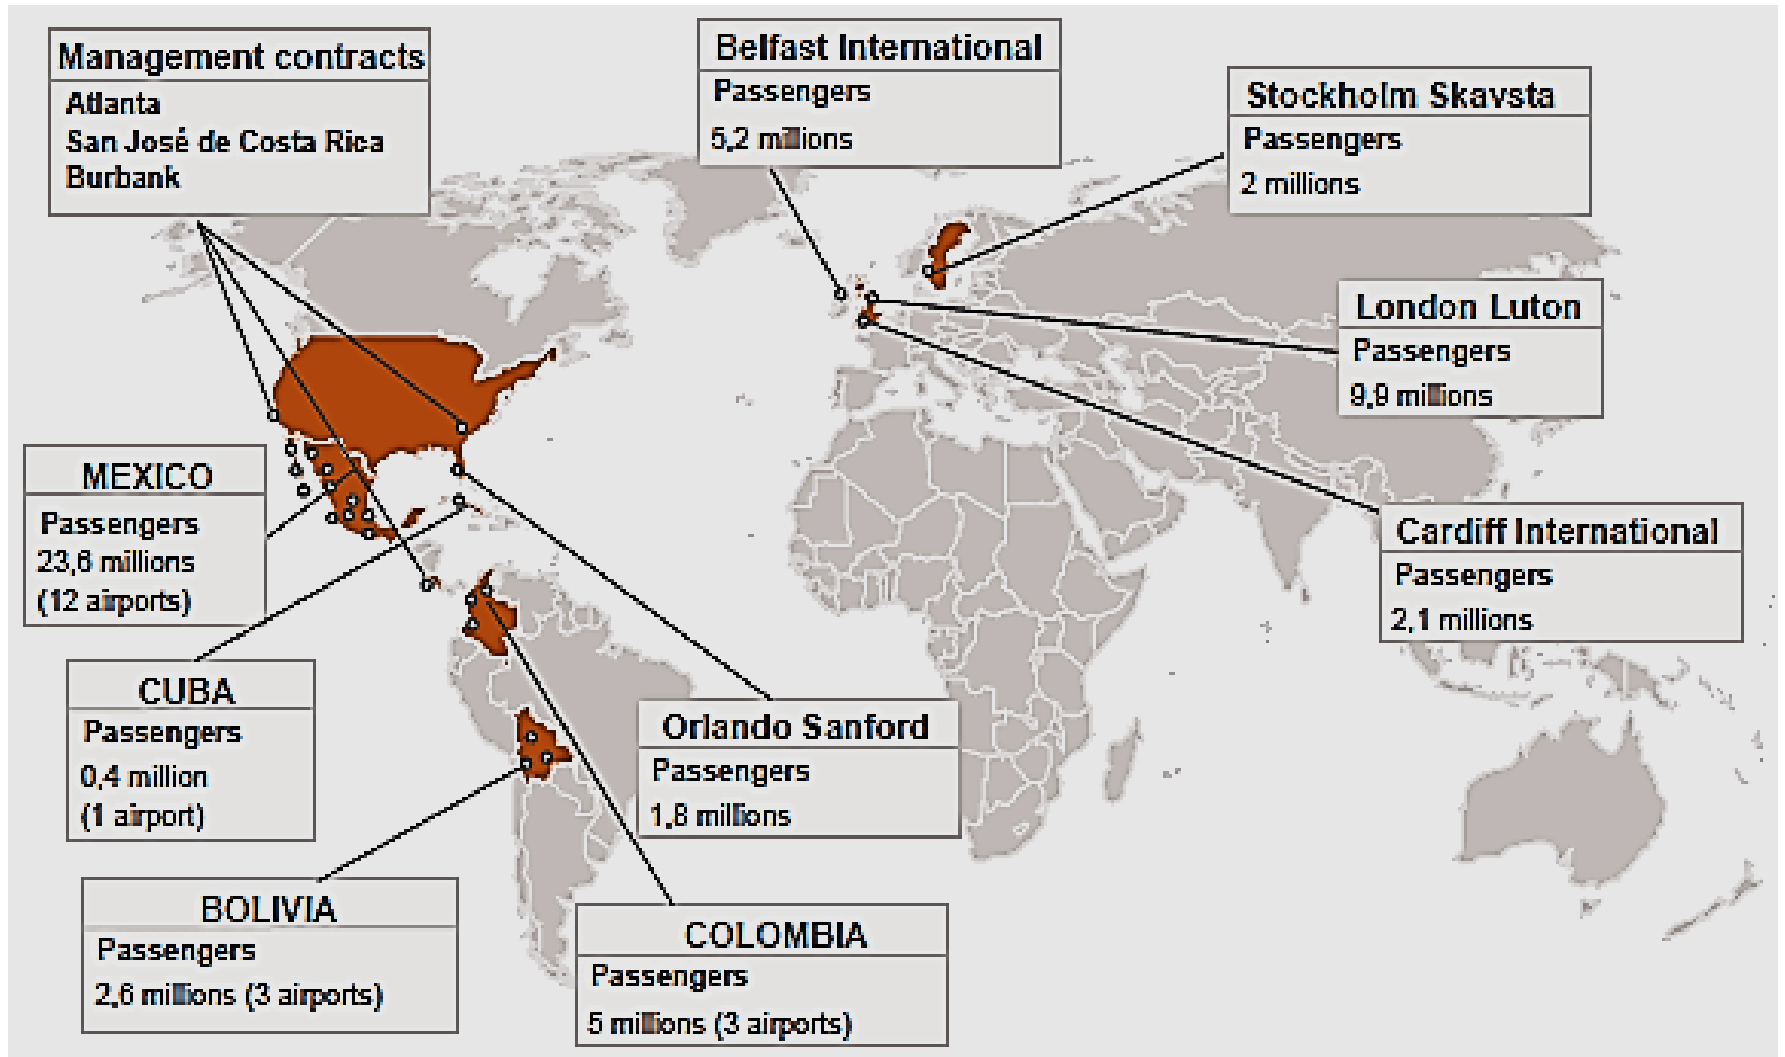 Management contracts
Atlanta
San José de Costa Rica
Burbank
Belfast International
Passengers
5,2 millions
Stockholm Skavsta
Passengers
2 millions
London Luton
Passengers
9,9 millions
MEXICO
Passengers
23,6 millions
(12 airports)
Cardiff International
Passengers
2,1 millions
CUBA
Passengers
0,4 million
(1 airport)
Orlando Sanford
Passengers
1,8 millions
BOLIVIA
Passengers
2,6 millions (3 airports)
COLOMBIA
Passengers
5 millions (3 airports)